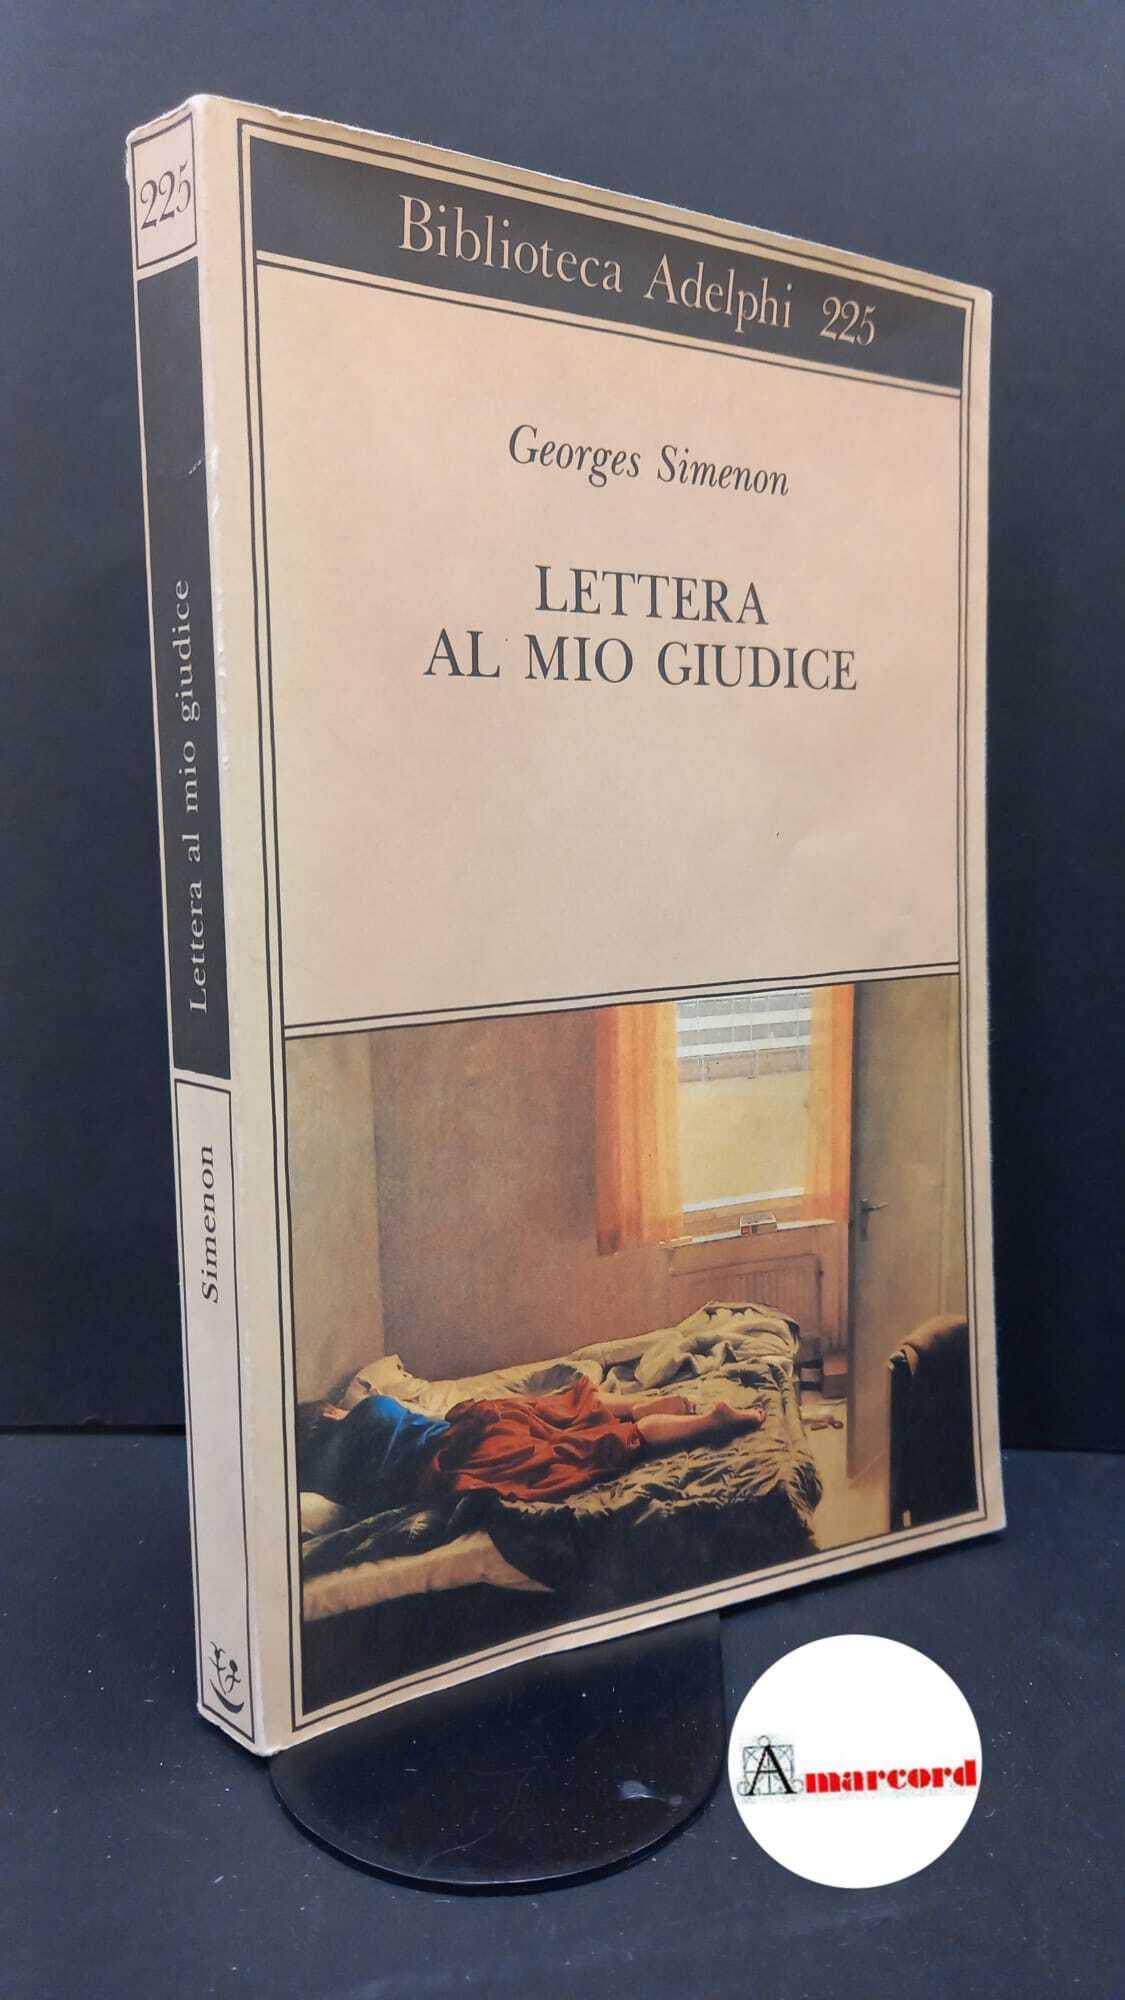 225
Lettera al mio giudice
Simenon
Biblioteca Adelphi 225
Georges Simenon
LETTERA
AL MIO GIUDICE
Amarcord